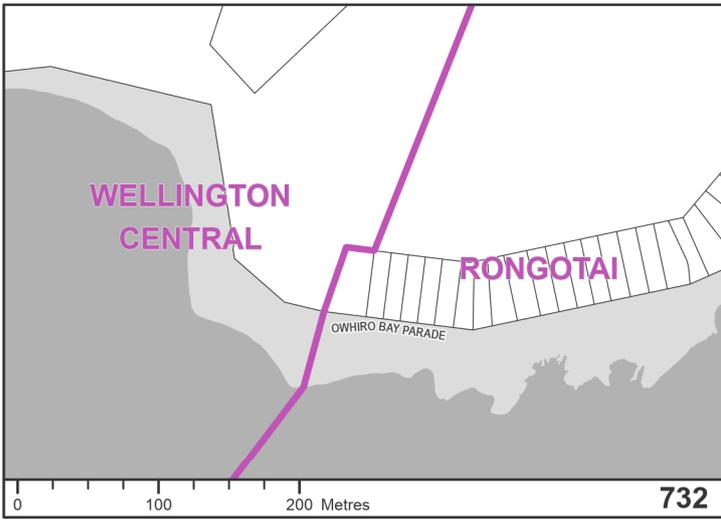 WELLINGTON
CENTRAL
RONGOTAI
OWHIRO BAY PARADE
0 100 200 Metres
732